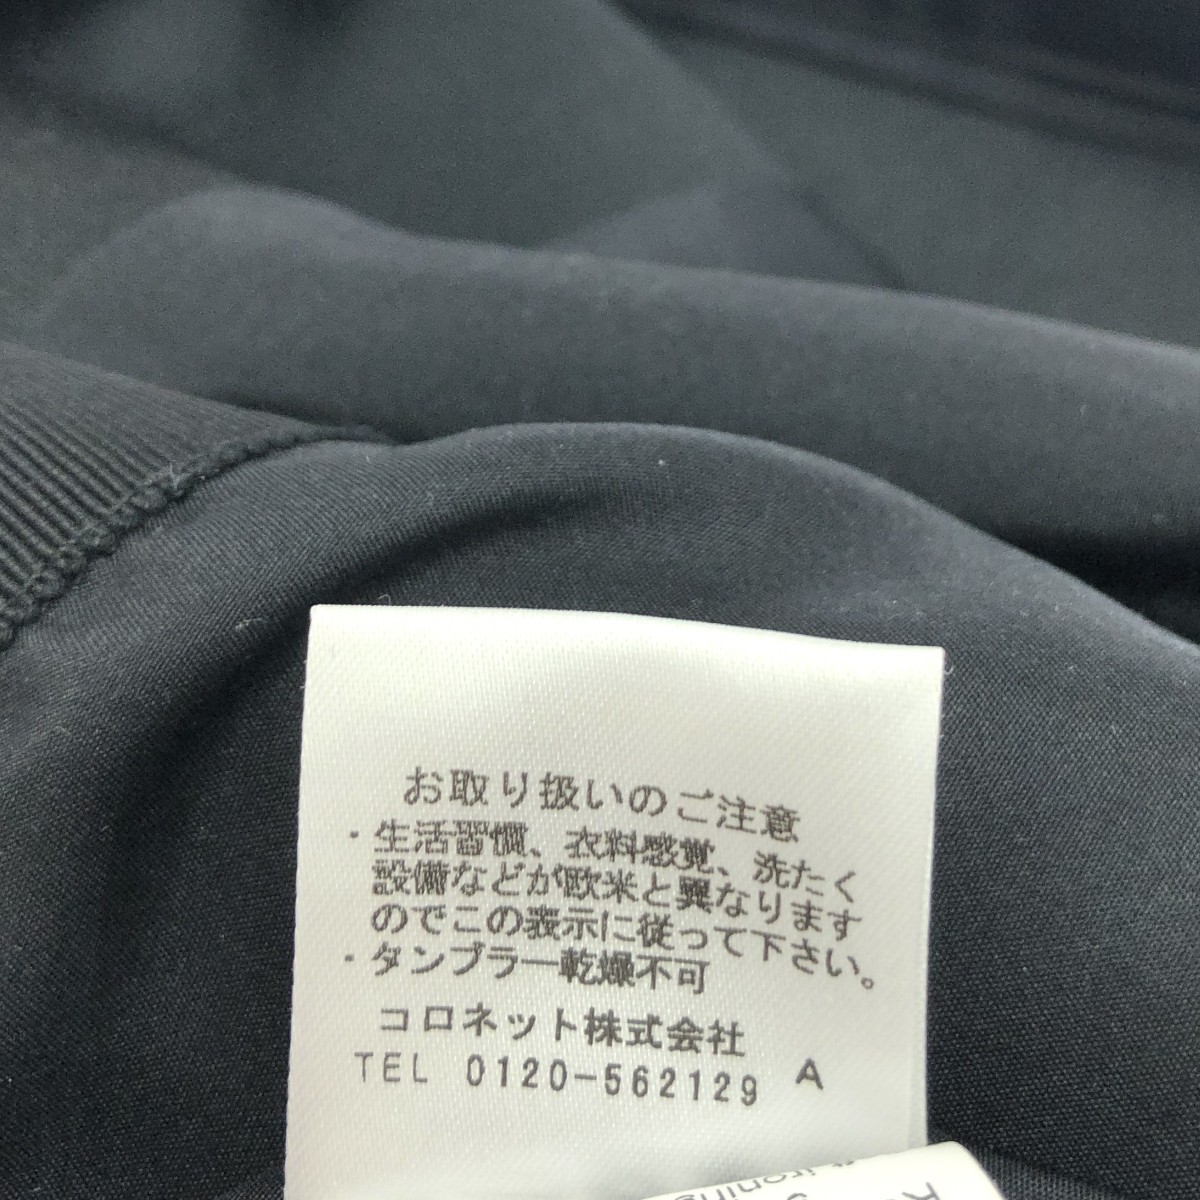 お取り扱いのご注意
・生活習慣、衣料感覚、洗たく
設備などが欧米と異なります
のでこの表示に従って下さい。
・タンブラー乾燥不可
コロネット株式会社
TEL 0120-562129 A
ironing